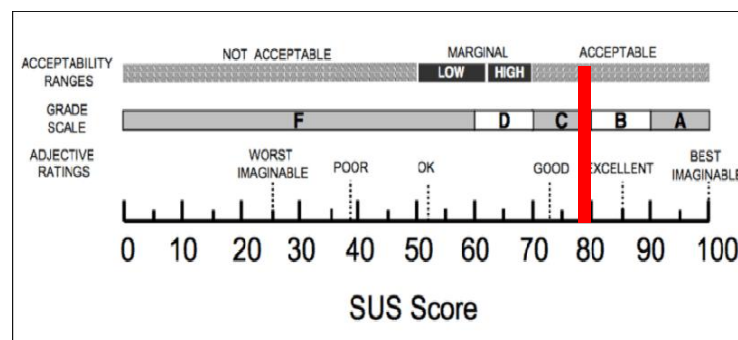 NOT ACCEPTABLE MARGINAL ACCEPTABLE
ACCEPTABILITY RANGES
LOW HIGH
GRADE SCALE
F D C B A
ADJECTIVE RATINGS
WORST IMAGINABLE POOR OK GOOD EXCELLENT BEST IMAGINABLE
0 10 20 30 40 50 60 70 80 90 100
SUS Score